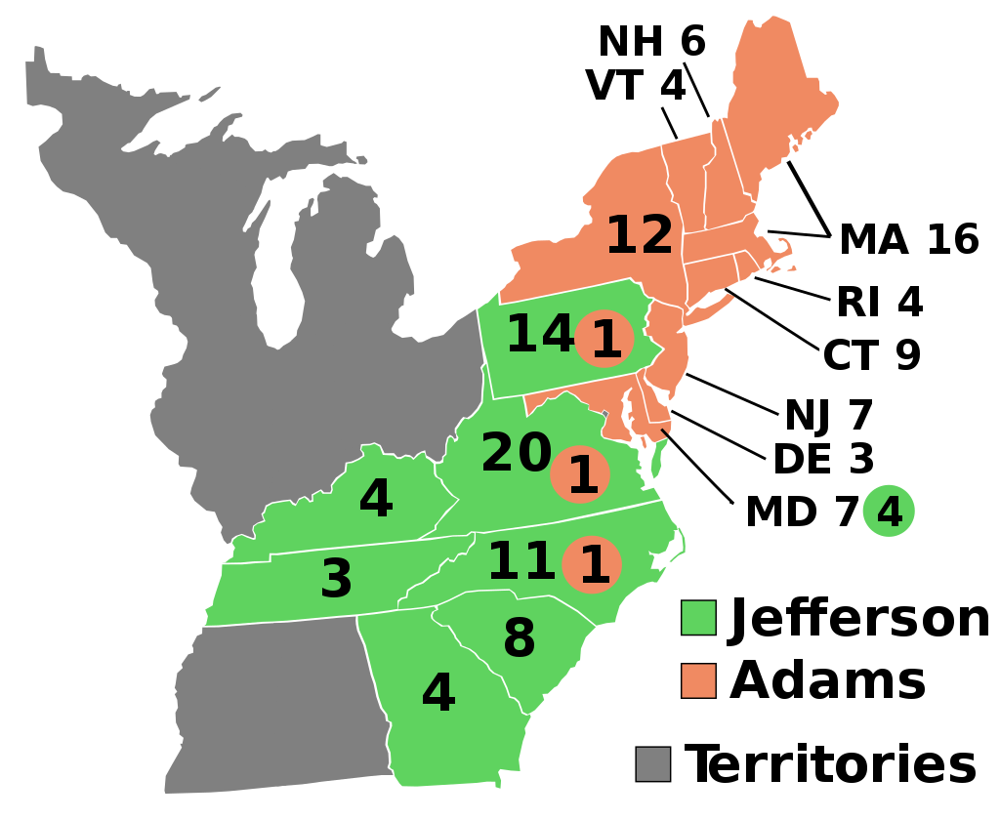 NH 6
VT 4
12
MA 16
RI 4
14 1
CT 9
NJ 7
20 1
DE 3
4
MD 7 4
11 1
3
8
4
Jefferson
Adams
Territories